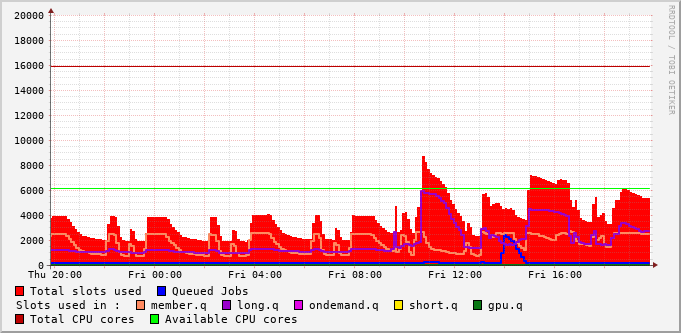 20000
18000
16000
14000
12000
10000
8000
6000
4000
2000
0
Thu 20:00 Fri 00:00 Fri 04:00 Fri 08:00 Fri 12:00 Fri 16:00
Total slots used Queued Jobs
Slots used in : member.q long.q ondemand.q short.q gpu.q
Total CPU cores Available CPU cores
RRDTOOL / TOBI OETIKER